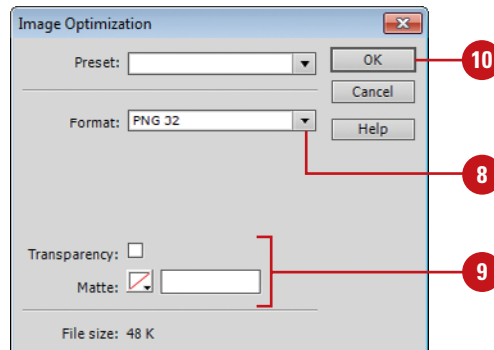 Image Optimization
Preset:
OK
10
Cancel
Format: PNG 32
Help
8
Transparency:
Matte:
9
File size: 48 K